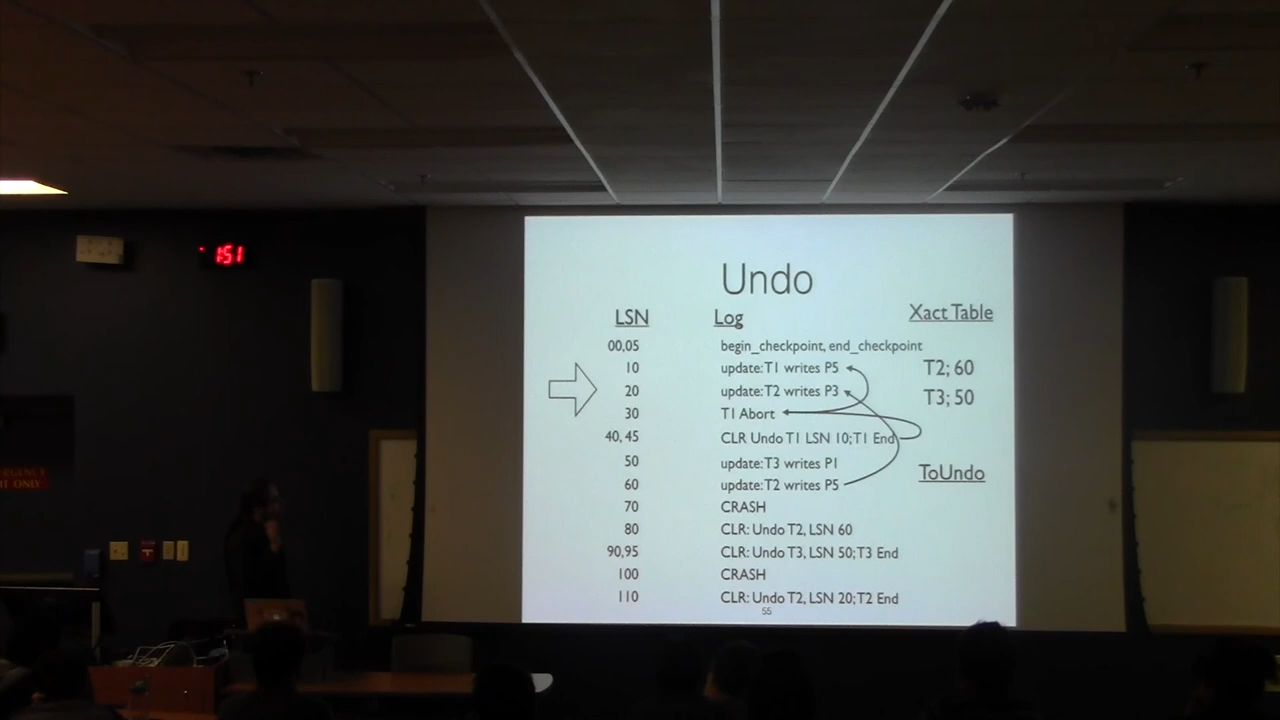 1:51
Undo
LSN Log Xact Table
00,05 begin_checkpoint, end_checkpoint
10 update: T1 writes P5 T2; 60
20 update: T2 writes P3 T3; 50
30 T1 Abort
40, 45 CLR Undo T1 LSN 10; T1 End
50 update: T3 writes P1 ToUndo
60 update: T2 writes P5
70 CRASH
80 CLR: Undo T2, LSN 60
90,95 CLR: Undo T3, LSN 50; T3 End
100 CRASH
110 CLR: Undo T2, LSN 20; T2 End
55
ONLY